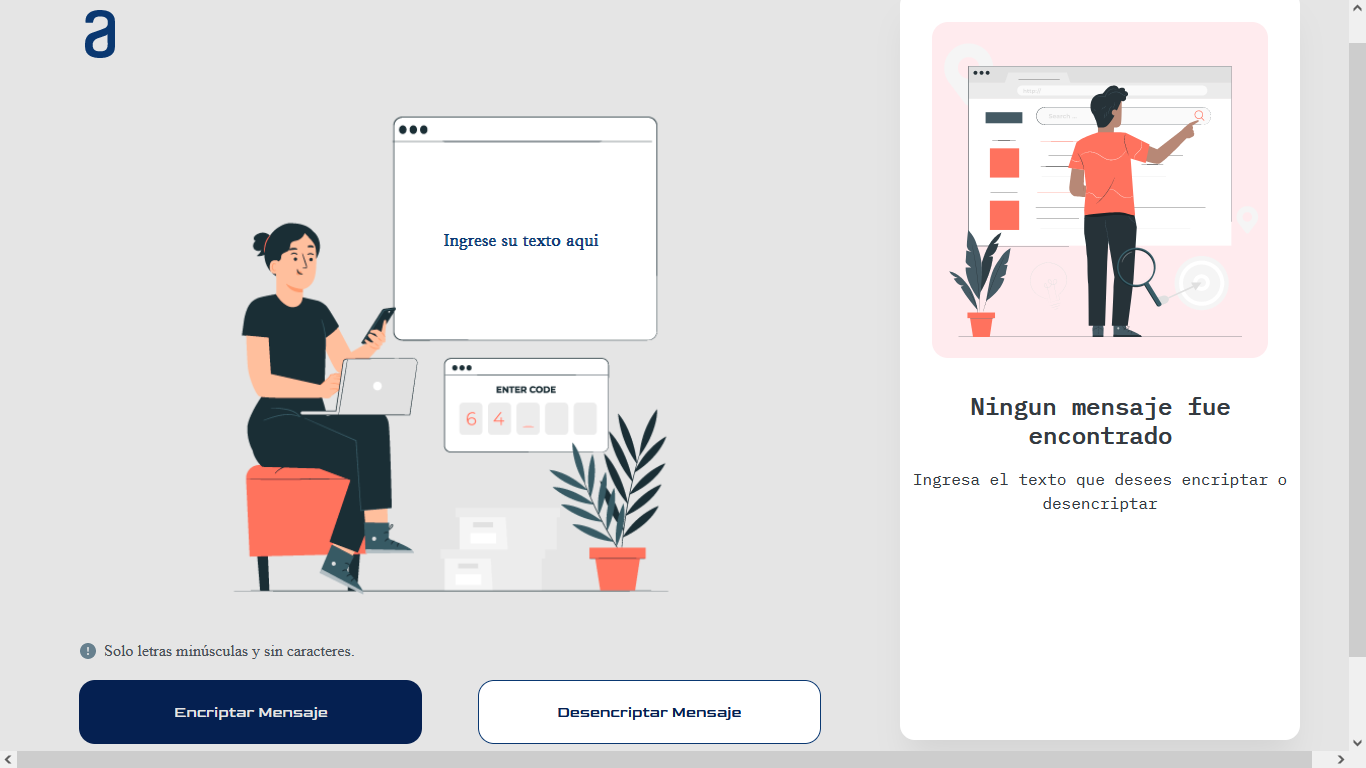 a
Ingrese su texto aqui
ENTER CODE
6 4 _
Solo letras minúsculas y sin caracteres.
Encriptar Mensaje
Desencriptar Mensaje
Search ...
Ningun mensaje fue
encontrado
Ingresa el texto que desees encriptar o
desencriptar